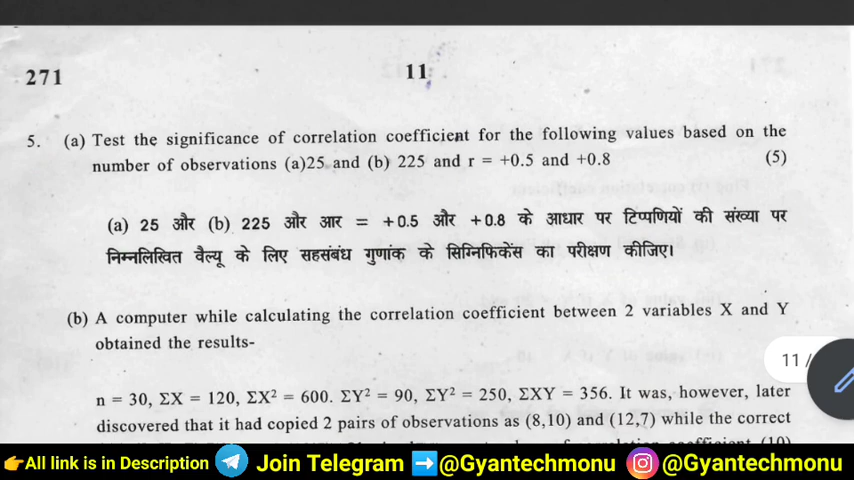 271
11
5. (a) Test the significance of correlation coefficient for the following values based on the
number of observations (a)25 and (b) 225 and r = +0.5 and +0.8 (5)
(a) 25 और (b) 225 और आर = +0.5 और +0.8 के आधार पर टिप्पणियों की संख्या पर
निम्नलिखित वैल्यू के लिए सहसंबंध गुणांक के सिग्निफिकेंस का परीक्षण कीजिए।
(b) A computer while calculating the correlation coefficient between 2 variables X and Y
obtained the results-
11 /
n = 30, ΣX = 120, ΣX² = 600. ΣY² = 90, ΣY² = 250, ΣXY = 356. It was, however, later
discovered that it had copied 2 pairs of observations as (8,10) and (12,7) while the correct
👉All link is in Description Join Telegram ➡@Gyantechmonu @Gyantechmonu